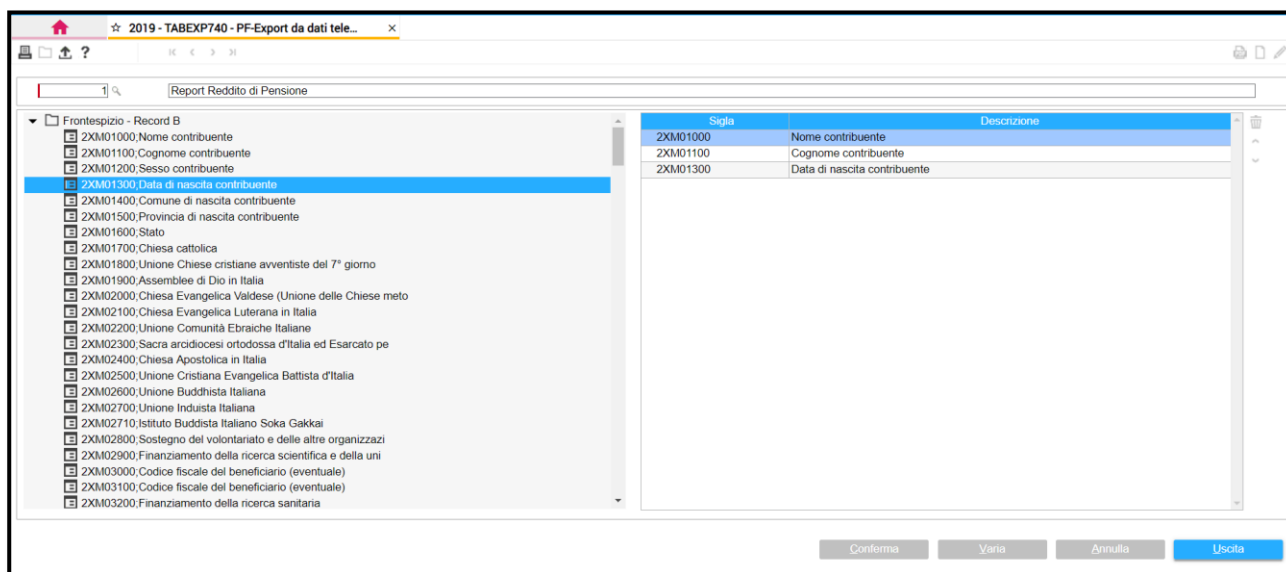 ☆ 2019 - TABEXP740 - PF-Export da dati tele... ×
?
1 Report Reddito di Pensione
Frontespizio - Record B
2XM01000;Nome contribuente
2XM01100;Cognome contribuente
2XM01200;Sesso contribuente
2XM01300;Data di nascita contribuente
2XM01400;Comune di nascita contribuente
2XM01500;Provincia di nascita contribuente
2XM01600;Stato
2XM01700;Chiesa cattolica
2XM01800;Unione Chiese cristiane avventiste del 7° giorno
2XM01900;Assemblee di Dio in Italia
2XM02000;Chiesa Evangelica Valdese (Unione delle Chiese meto
2XM02100;Chiesa Evangelica Luterana in Italia
2XM02200;Unione Comunità Ebraiche Italiane
2XM02300;Sacra arcidiocesi ortodossa d'Italia ed Esarcato pe
2XM02400;Chiesa Apostolica in Italia
2XM02500;Unione Cristiana Evangelica Battista d'Italia
2XM02600;Unione Buddhista Italiana
2XM02700;Unione Induista Italiana
2XM02710;Istituto Buddista Italiano Soka Gakkai
2XM02800;Sostegno del volontariato e delle altre organizzazi
2XM02900;Finanziamento della ricerca scientifica e della uni
2XM03000;Codice fiscale del beneficiario (eventuale)
2XM03100;Codice fiscale del beneficiario (eventuale)
2XM03200;Finanziamento della ricerca sanitaria
Sigla Descrizione
2XM01000 Nome contribuente
2XM01100 Cognome contribuente
2XM01300 Data di nascita contribuente
Conferma Varia Annulla Uscita